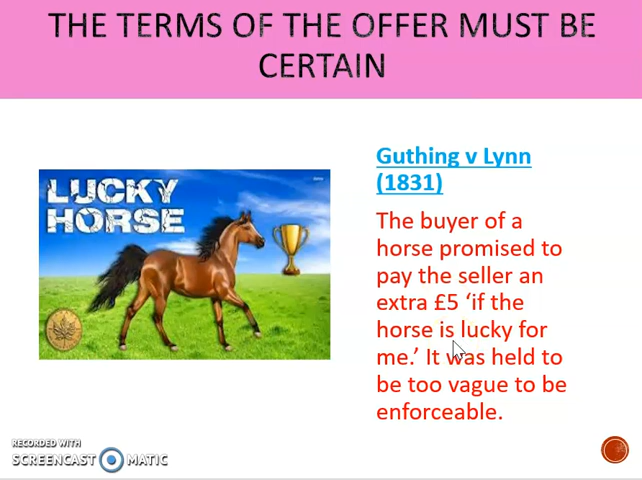 THE TERMS OF THE OFFER MUST BE
CERTAIN
LUCKY
HORSE
Guthing v Lynn
(1831)
The buyer of a
horse promised to
pay the seller an
extra £5 ‘if the
horse is lucky for
me.’ It was held to
be too vague to be
enforceable.
RECORDED WITH
SCREENCAST MATIC